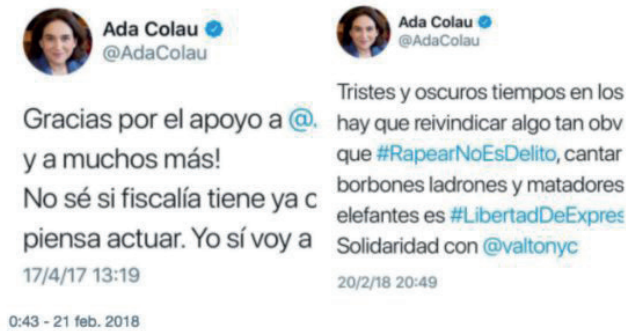 Ada Colau
@AdaColau
Gracias por el apoyo a @.
y a muchos más!
No sé si fiscalía tiene ya c
piensa actuar. Yo sí voy a
17/4/17 13:19
0:43 - 21 feb. 2018
Ada Colau
@AdaColau
Tristes y oscuros tiempos en los
hay que reivindicar algo tan obv
que #RapearNoEsDelito, cantar
borbones ladrones y matadores
elefantes es #LibertadDeExpres
Solidaridad con @valtonyc
20/2/18 20:49